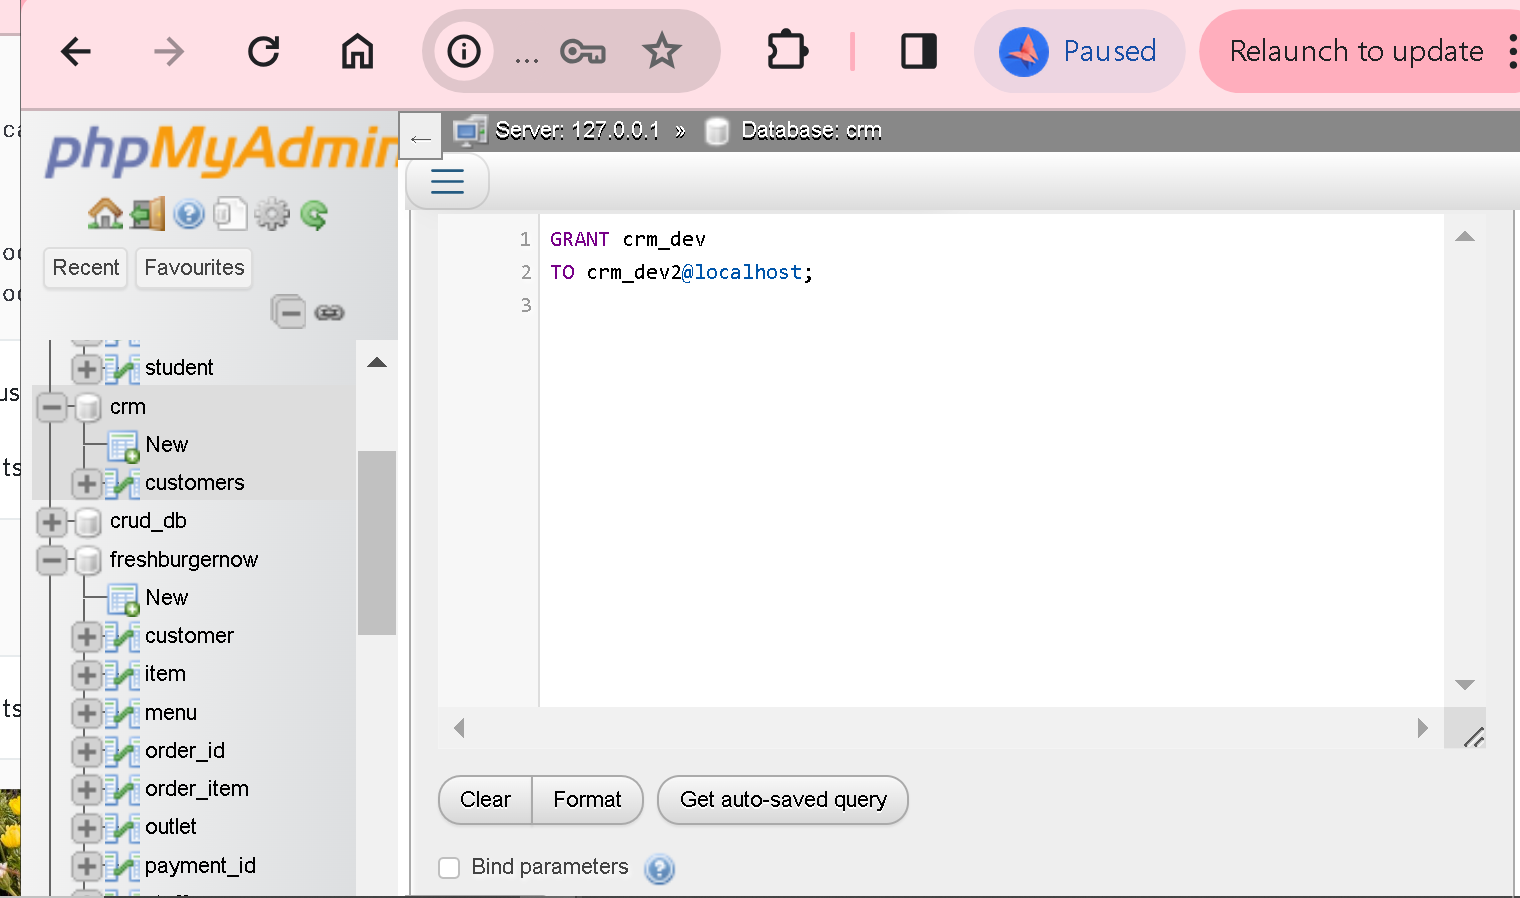 ... Paused Relaunch to update
phpMyAdmin
Server: 127.0.0.1 » Database: crm
Recent Favourites
student
crm
New
customers
crud_db
freshburgernow
New
customer
item
menu
order_id
order_item
outlet
payment_id
1 GRANT crm_dev
2 TO crm_dev2@localhost;
3
Clear Format Get auto-saved query
Bind parameters